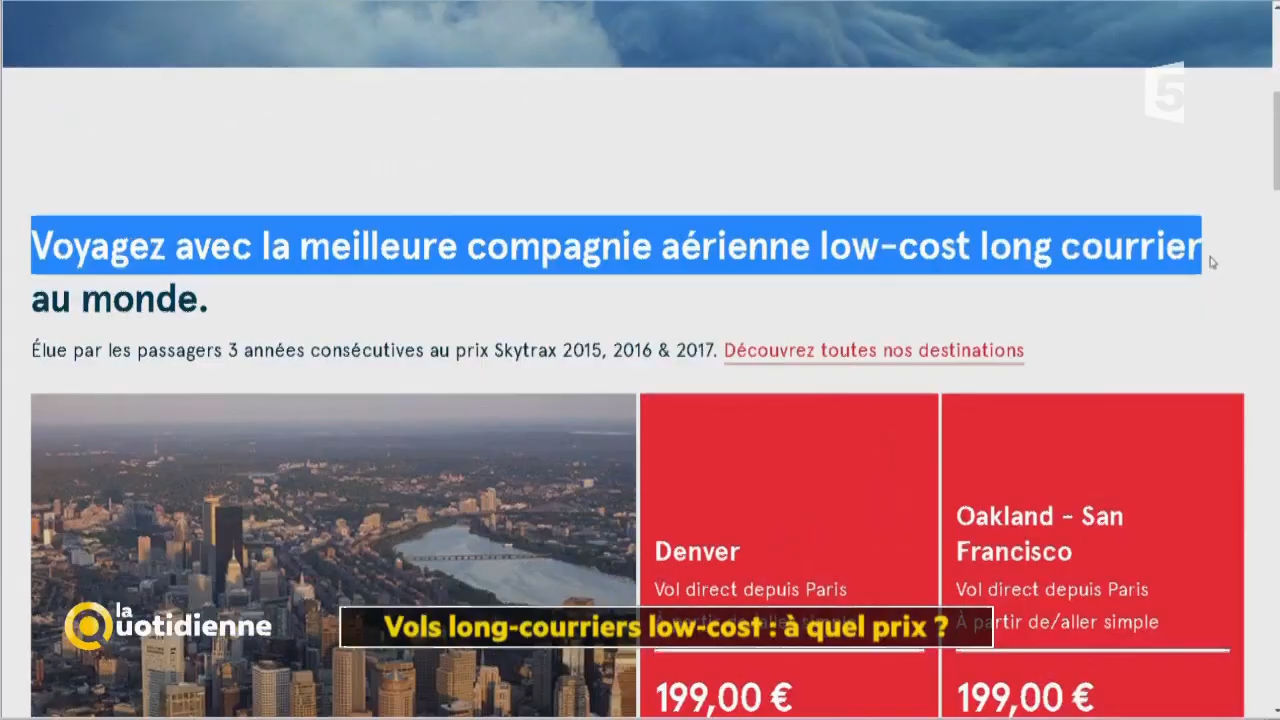 5
Voyagez avec la meilleure compagnie aérienne low-cost long courrier
au monde.
Élue par les passagers 3 années consécutives au prix Skytrax 2015, 2016 & 2017. Découvrez toutes nos destinations
Denver
Vol direct depuis Paris
199,00 €
Oakland - San
Francisco
Vol direct depuis Paris
À partir de/aller simple
199,00 €
la
Quotidienne
Vols long-courriers low-cost : à quel prix ?